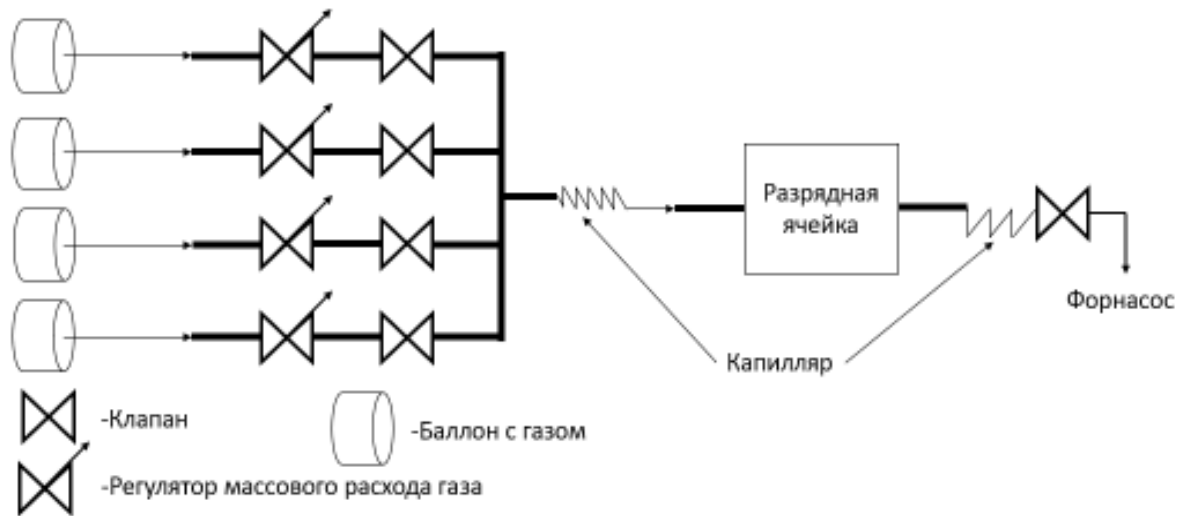 Разрядная
ячейка
Форнасос
Капилляр
-Клапан
-Баллон с газом
-Регулятор массового расхода газа